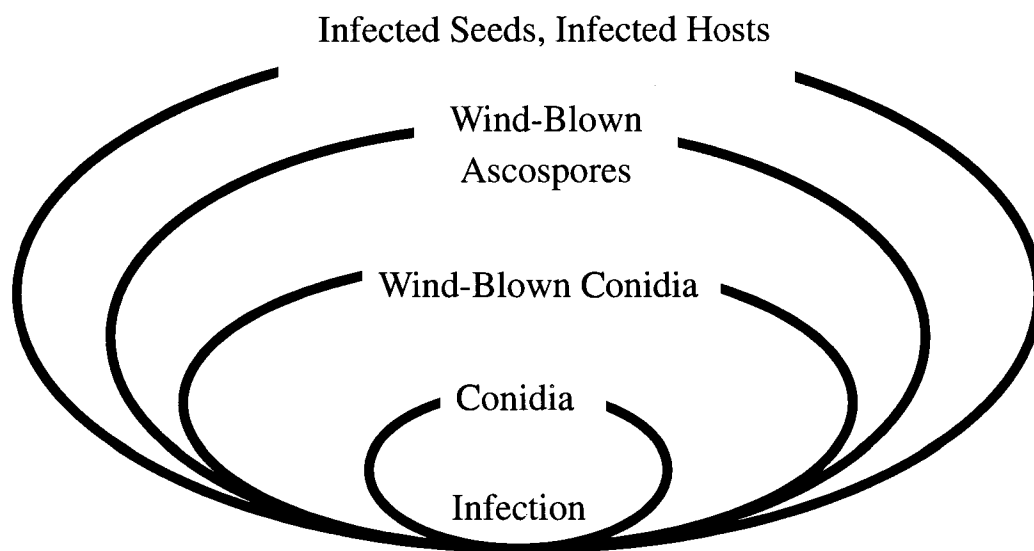 Infected Seeds, Infected Hosts
Wind-Blown
Ascospores
Wind-Blown Conidia
Conidia
Infection